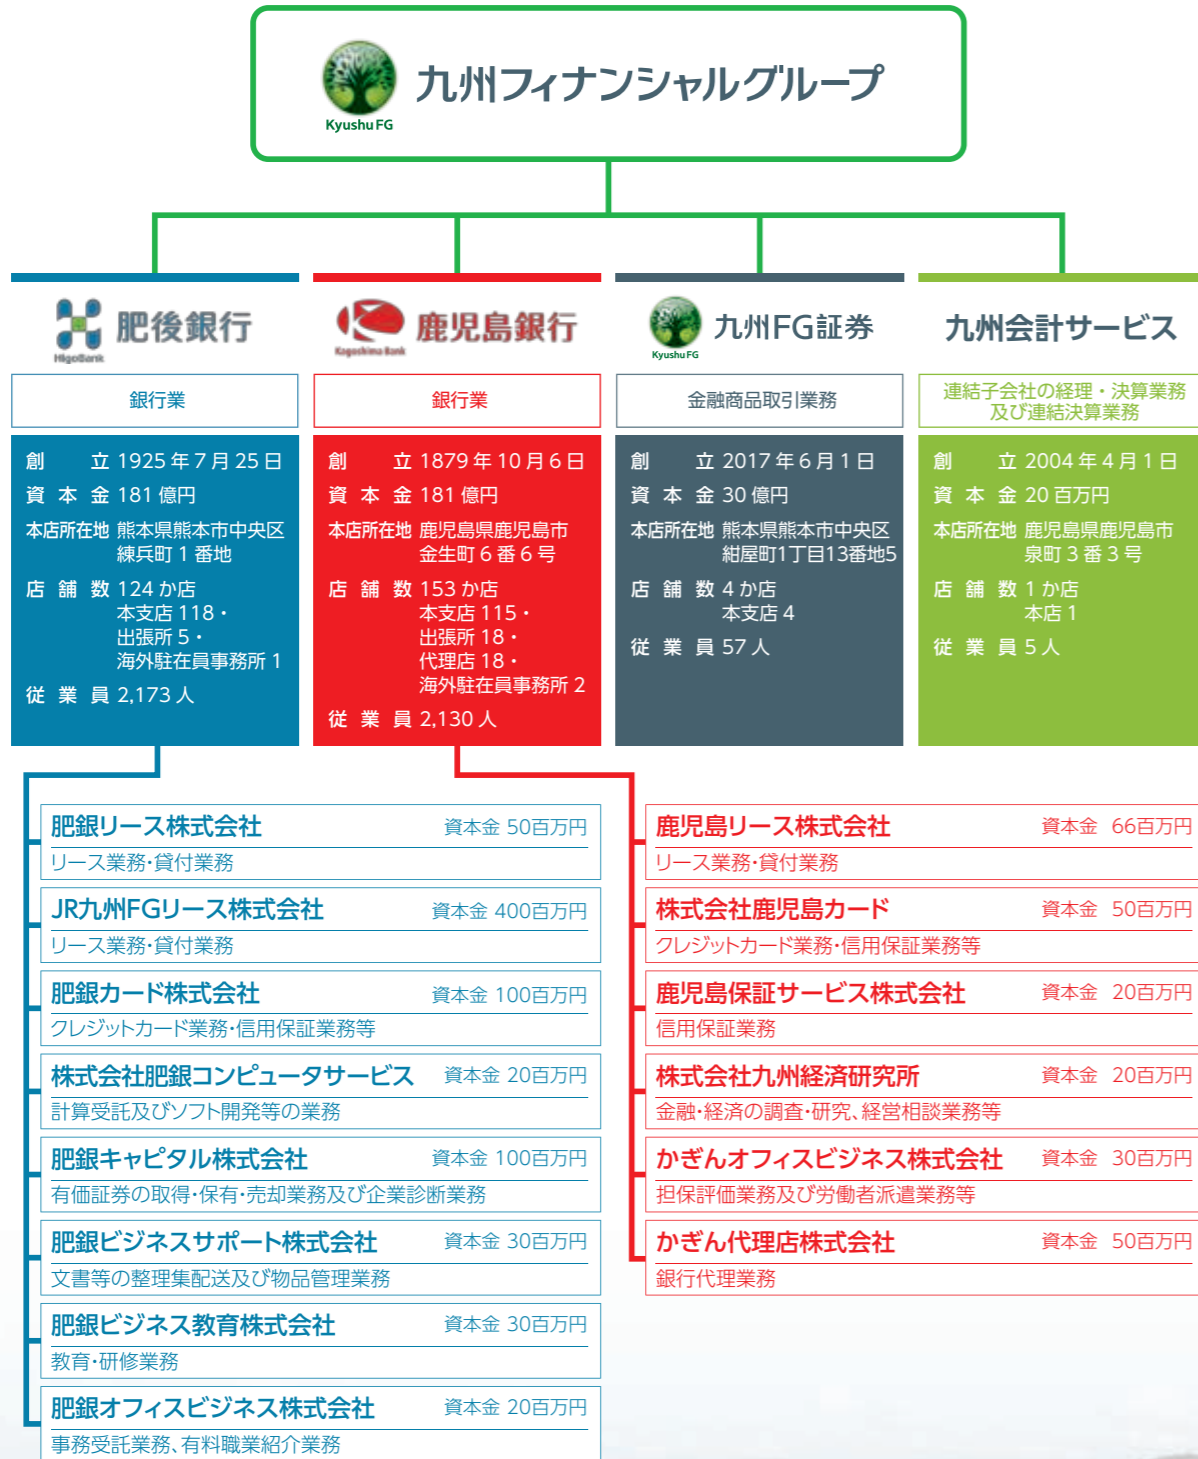 九州フィナンシャルグループ
Kyushu FG
肥後銀行
HigoBank
銀行業
創立 1925年7月25日
資本金 181億円
本店所在地 熊本県熊本市中央区
練兵町1番地
店舗数 124か店
本支店118・
出張所5・
海外駐在員事務所1
従業員 2,173人
鹿児島銀行
Kagoshima Bank
銀行業
創立 1879年10月6日
資本金 181億円
本店所在地 鹿児島県鹿児島市
金生町6番6号
店舗数 153か店
本支店115・
出張所18・
代理店18・
海外駐在員事務所2
従業員 2,130人
九州FG証券
Kyushu FG
金融商品取引業務
創立 2017年6月1日
資本金 30億円
本店所在地 熊本県熊本市中央区
紺屋町1丁目13番地5
店舗数 4か店
本支店4
従業員 57人
九州会計サービス
連結子会社の経理・決算業務
及び連結決算業務
創立 2004年4月1日
資本金 20百万円
本店所在地 鹿児島県鹿児島市
泉町3番3号
店舗数 1か店
本店1
従業員 5人
肥銀リース株式会社 資本金 50百万円
リース業務・貸付業務
JR九州FGリース株式会社 資本金 400百万円
リース業務・貸付業務
肥銀カード株式会社 資本金 100百万円
クレジットカード業務・信用保証業務等
株式会社肥銀コンピュータサービス 資本金 20百万円
計算受託及びソフト開発等の業務
肥銀キャピタル株式会社 資本金 100百万円
有価証券の取得・保有・売却業務及び企業診断業務
肥銀ビジネスサポート株式会社 資本金 30百万円
文書等の整理集配送及び物品管理業務
肥銀ビジネス教育株式会社 資本金 30百万円
教育・研修業務
肥銀オフィスビジネス株式会社 資本金 20百万円
事務受託業務、有料職業紹介業務
鹿児島リース株式会社 資本金 66百万円
リース業務・貸付業務
株式会社鹿児島カード 資本金 50百万円
クレジットカード業務・信用保証業務等
鹿児島保証サービス株式会社 資本金 20百万円
信用保証業務
株式会社九州経済研究所 資本金 20百万円
金融・経済の調査・研究、経営相談業務等
かぎんオフィスビジネス株式会社 資本金 30百万円
担保評価業務及び労働者派遣業務等
かぎん代理店株式会社 資本金 50百万円
銀行代理業務